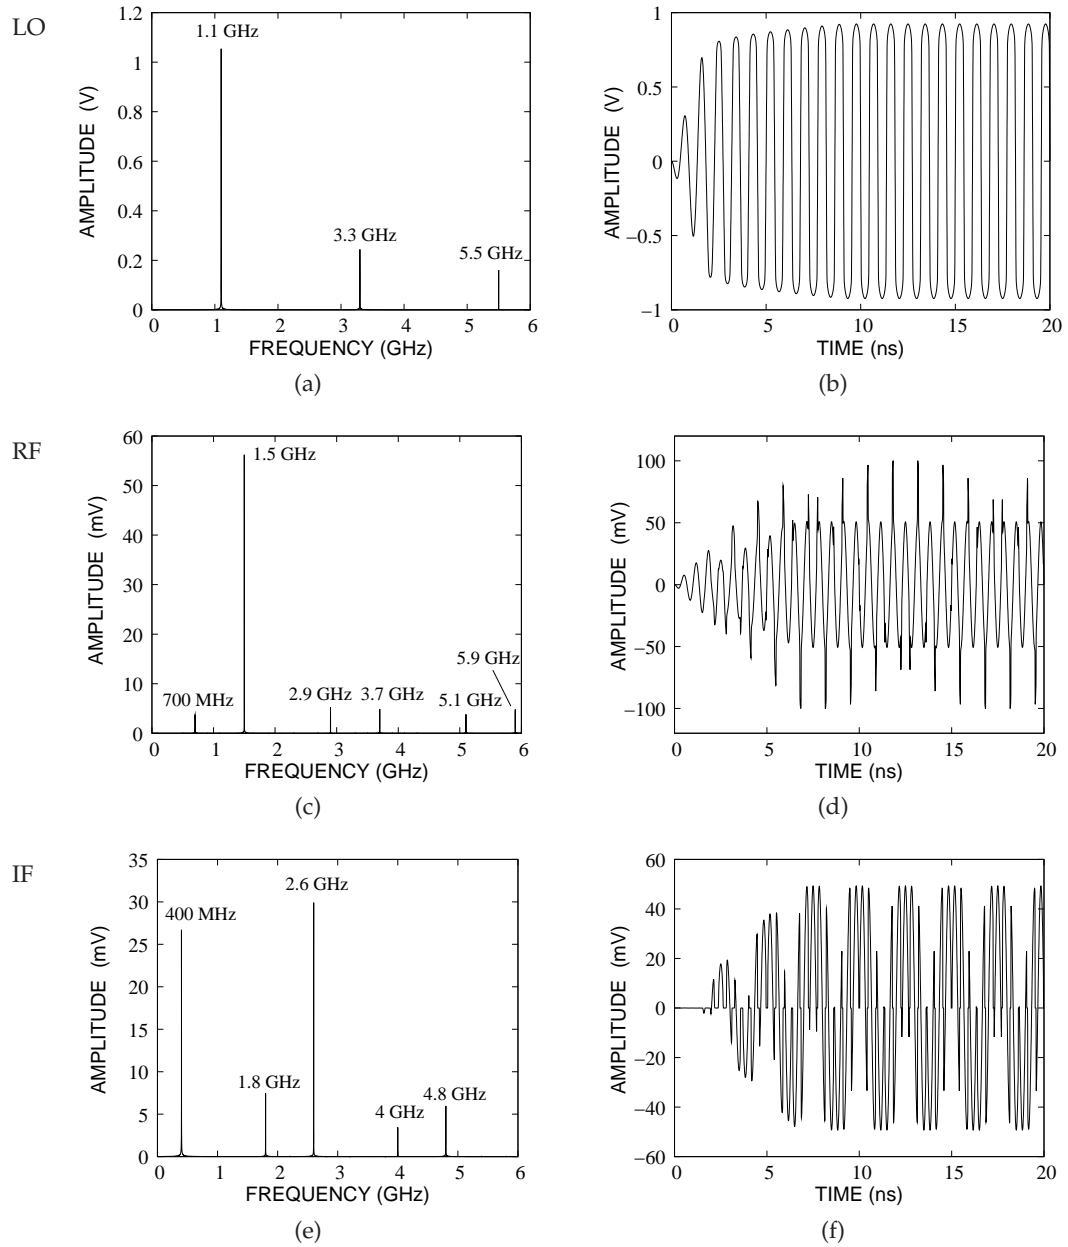 LO
AMPLITUDE (V)
1.2
1
0.8
0.6
0.4
0.2
0
1.1 GHz
3.3 GHz
5.5 GHz
0 1 2 3 4 5 6
FREQUENCY (GHz)
(a)
AMPLITUDE (V)
1
0.5
0
−0.5
−1
0 5 10 15 20
TIME (ns)
(b)
RF
AMPLITUDE (mV)
60
50
40
30
20
10
0
1.5 GHz
5.9 GHz
700 MHz
2.9 GHz
3.7 GHz
5.1 GHz
0 1 2 3 4 5 6
FREQUENCY (GHz)
(c)
AMPLITUDE (mV)
100
50
0
−50
−100
0 5 10 15 20
TIME (ns)
(d)
IF
AMPLITUDE (mV)
35
30
25
20
15
10
5
0
2.6 GHz
400 MHz
1.8 GHz
4 GHz
4.8 GHz
0 1 2 3 4 5 6
FREQUENCY (GHz)
(e)
AMPLITUDE (mV)
60
40
20
0
−20
−40
−60
0 5 10 15 20
TIME (ns)
(f)